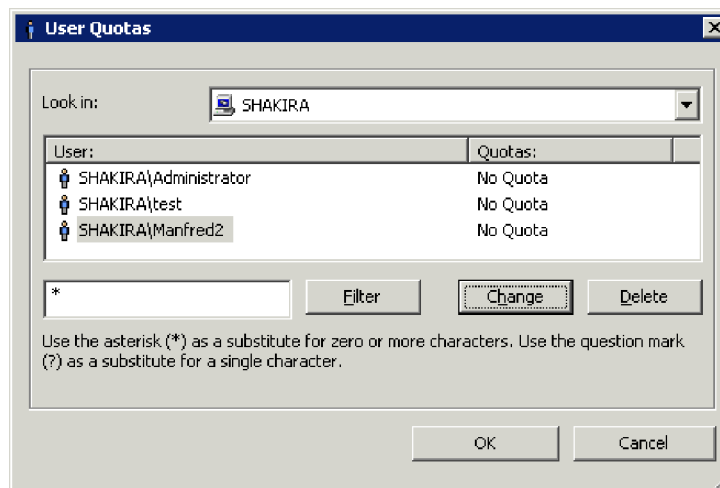 User Quotas
Look in: SHAKIRA
User: Quotas:
SHAKIRA\Administrator No Quota
SHAKIRA\test No Quota
SHAKIRA\Manfred2 No Quota
* Filter Change Delete
Use the asterisk (*) as a substitute for zero or more characters. Use the question mark
(?) as a substitute for a single character.
OK Cancel